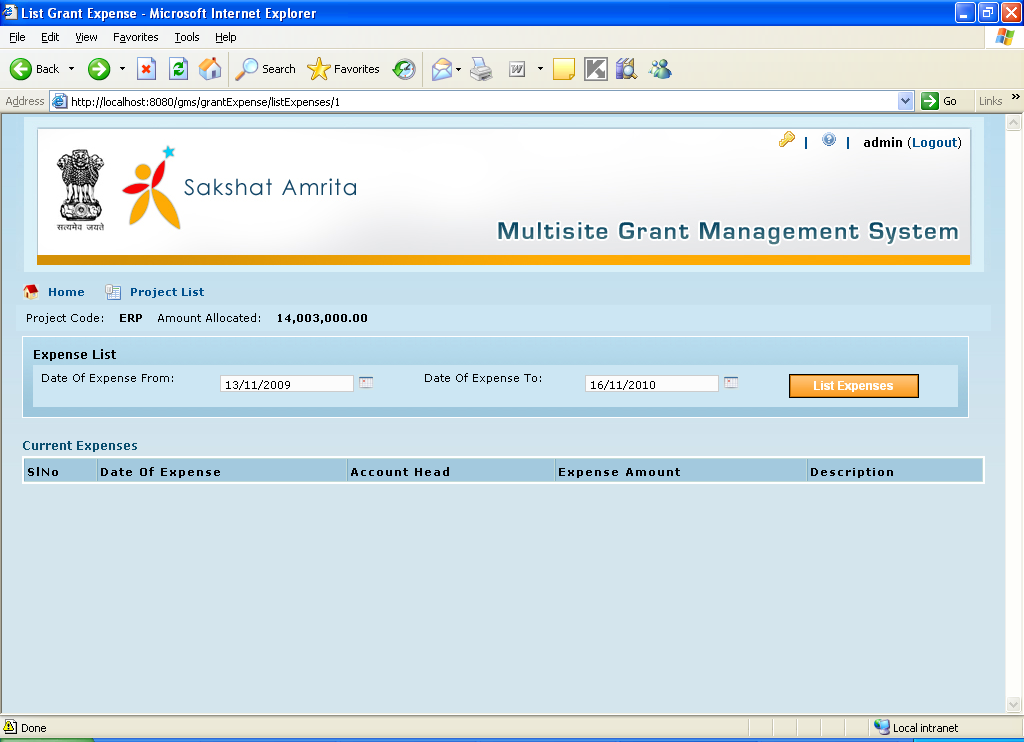 List Grant Expense - Microsoft Internet Explorer
File Edit View Favorites Tools Help
Back Search Favorites W K
Address http://localhost:8080/gms/grantExpense/listExpenses/1 Go Links »
| ? | admin (Logout)
सत्यमेव जयते
Sakshat Amrita
Multisite Grant Management System
Home Project List
Project Code: ERP Amount Allocated: 14,003,000.00
Expense List
Date Of Expense From: 13/11/2009 Date Of Expense To: 16/11/2010 List Expenses
Current Expenses
SlNo Date Of Expense Account Head Expense Amount Description
Done Local intranet